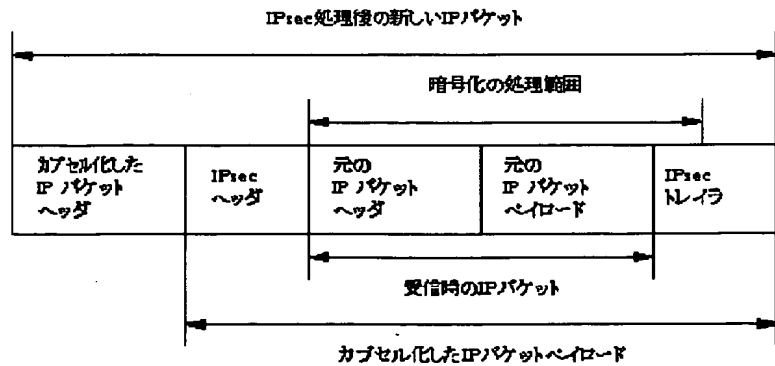 IPsec処理後の新しいIPパケット
暗号化の処理範囲
カプセル化した
IP パケット
ヘッダ
IPsec
ヘッダ
元の
IP パケット
ヘッダ
元の
IP パケット
ペイロード
IPsec
トレイラ
受信時のIPパケット
カプセル化したIPパケットペイロード